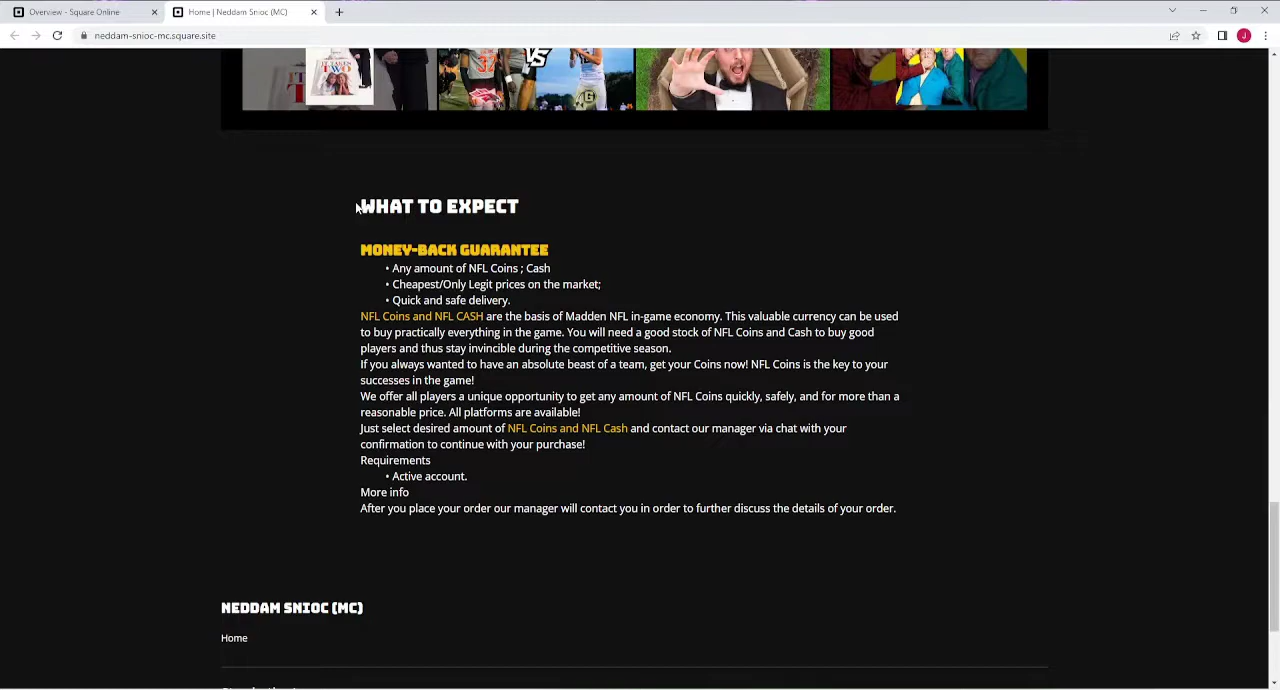 Overview - Square Online
Home | Neddam Snioc (MC)
neddam-snioc-mc.square.site
J
IT TAKES
TWO
VS
G
WHAT TO EXPECT
MONEY-BACK GUARANTEE
• Any amount of NFL Coins ; Cash
• Cheapest/Only Legit prices on the market;
• Quick and safe delivery.
NFL Coins and NFL CASH are the basis of Madden NFL in-game economy. This valuable currency can be used
to buy practically everything in the game. You will need a good stock of NFL Coins and Cash to buy good
players and thus stay invincible during the competitive season.
If you always wanted to have an absolute beast of a team, get your Coins now! NFL Coins is the key to your
successes in the game!
We offer all players a unique opportunity to get any amount of NFL Coins quickly, safely, and for more than a
reasonable price. All platforms are available!
Just select desired amount of NFL Coins and NFL Cash and contact our manager via chat with your
confirmation to continue with your purchase!
Requirements
• Active account.
More info
After you place your order our manager will contact you in order to further discuss the details of your order.
NEDDAM SNIOC (MC)
Home